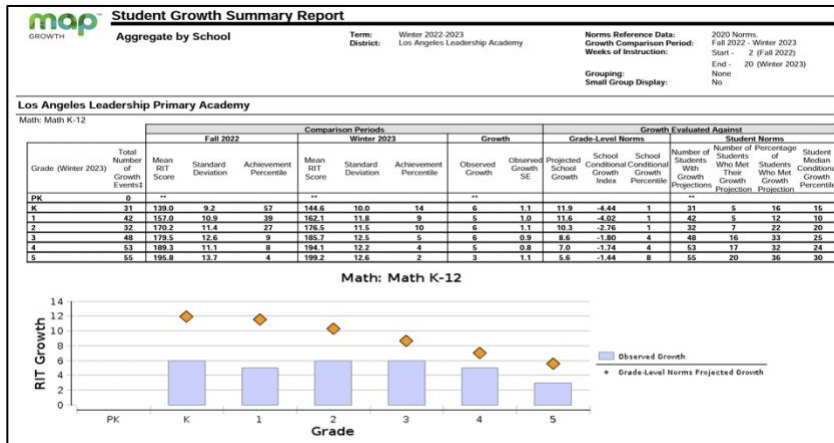 map
GROWTH
Student Growth Summary Report
Aggregate by School
Term: Winter 2022-2023
District: Los Angeles Leadership Academy
Norms Reference Data: 2020 Norms.
Growth Comparison Period: Fall 2022 - Winter 2023
Weeks of Instruction: Start - 2 (Fall 2022)
End - 20 (Winter 2023)
Grouping: None
Small Group Display: No
Los Angeles Leadership Primary Academy
Math: Math K-12
Comparison Periods Growth Evaluated Against
Fall 2022 Winter 2023 Growth Grade-Level Norms Student Norms
Grade (Winter 2023) Total Number of Growth Events‡ Mean RIT Score Standard Deviation Achievement Percentile Mean RIT Score Standard Deviation Achievement Percentile Observed Growth Observed Growth SE Projected School Growth School Conditional Growth Index School Conditional Growth Percentile Number of Students With Growth Projections Number of Students Who Met Their Growth Projection Percentage of Students Who Met Growth Projection Student Median Conditional Growth Percentile
PK 0 ** ** ** **
K 31 139.0 9.2 57 144.6 10.0 14 6 1.1 11.9 -4.44 1 31 5 16 15
1 42 157.0 10.9 39 162.1 11.8 9 5 1.0 11.6 -4.02 1 42 5 12 10
2 32 170.2 11.4 27 176.5 11.5 10 6 1.1 10.3 -2.76 1 32 7 22 20
3 48 179.5 12.6 9 185.7 12.5 5 6 0.9 8.6 -1.80 4 48 16 33 25
4 53 189.3 11.1 8 194.1 12.2 4 5 0.8 7.0 -1.74 4 53 17 32 24
5 55 195.8 13.7 4 199.2 12.6 2 3 1.1 5.6 -1.44 8 55 20 36 30
Math: Math K-12
RIT Growth
14
12
10
8
6
4
2
0
PK K 1 2 3 4 5
Grade
Observed Growth
Grade-Level Norms Projected Growth